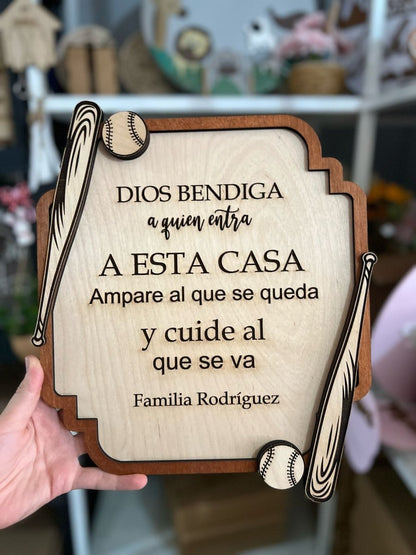 DIOS BENDIGA
a quien entra
A ESTA CASA
Ampare al que se queda
y cuide al
que se va
Familia Rodríguez